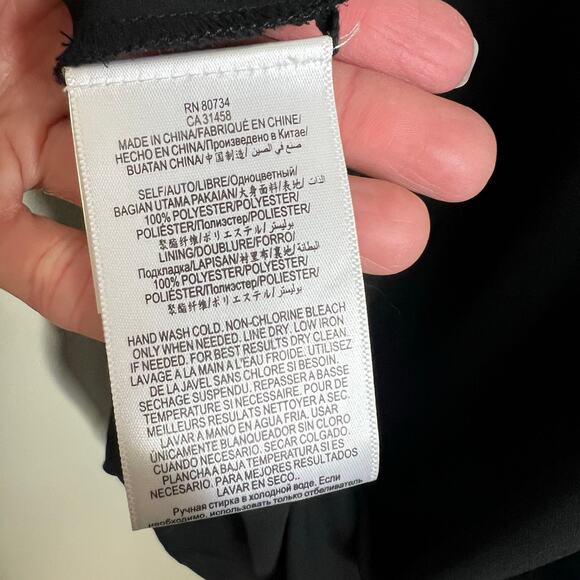 RN 80734
CA 31458
MADE IN CHINA/FABRIQUÉ EN CHINE/
HECHO EN CHINA/Произведено в Китае/
BUATAN CHINA/中国制造/ صنع في الصين/
SELF/AUTO/LIBRE/Одноцветный/
BAGIAN UTAMA PAKAIAN/大身面料/表地/ الذات/
100% POLYESTER/POLYESTER/
POLIÉSTER/Полиэстер/POLIESTER/
聚酯纤维/ポリエステル/ بوليستر/
LINING/DOUBLURE/FORRO/
Подкладка/LAPISAN/衬里布/裏地/ البطانة/
100% POLYESTER/POLYESTER/
POLIÉSTER/Полиэстер/POLIESTER/
聚酯纤维/ポリエステル/ بوليستر/
HAND WASH COLD. NON-CHLORINE BLEACH
ONLY WHEN NEEDED. LINE DRY. LOW IRON
IF NEEDED. FOR BEST RESULTS DRY CLEAN.
LAVAGE A LA MAIN A L'EAU FROIDE. UTILISER
DE LA JAVEL SANS CHLORE SI BESOIN.
SECHAGE SUSPENDU. REPASSER A BASSE
TEMPERATURE SI NECESSAIRE. POUR DE
MEILLEURS RESULATS NETTOYER A SEC.
LAVAR A MANO EN AGUA FRIA. USAR
ÚNICAMENTE BLANQUEADOR SIN CLORO
CUANDO NECESARIO. SECAR COLGADO.
PLANCHA A BAJA TEMPERATURA SI ES
NECESARIO. PARA MEJORES RESULTADOS
LAVAR EN SECO.
Ручная стирка в холодной воде. Если
необходимо, использовать только отбеливатель